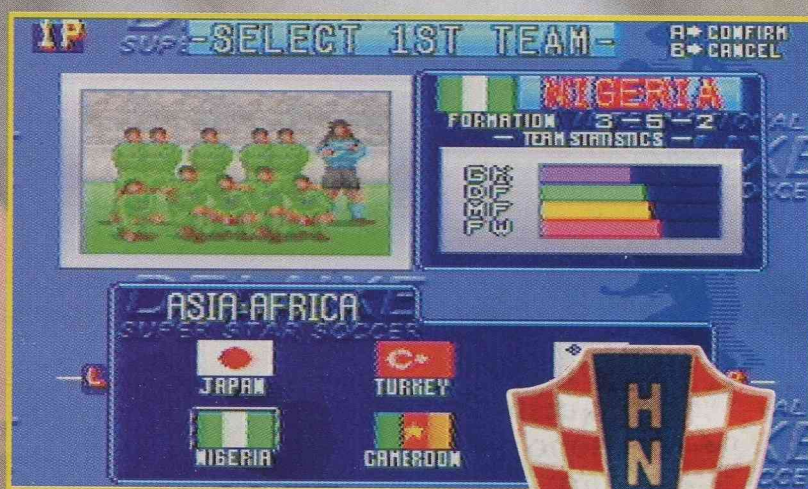 1P
-SELECT 1ST TEAM-
A➡CONFIRM
B➡CANCEL
NIGERIA
FORMATION 3-5-2
- TEAM STATISTICS -
GK
DF
MF
FW
ASIA·AFRICA
SUPER STAR SOCCER
L
JAPAN
TURKEY
NIGERIA
CAMEROON
H
N